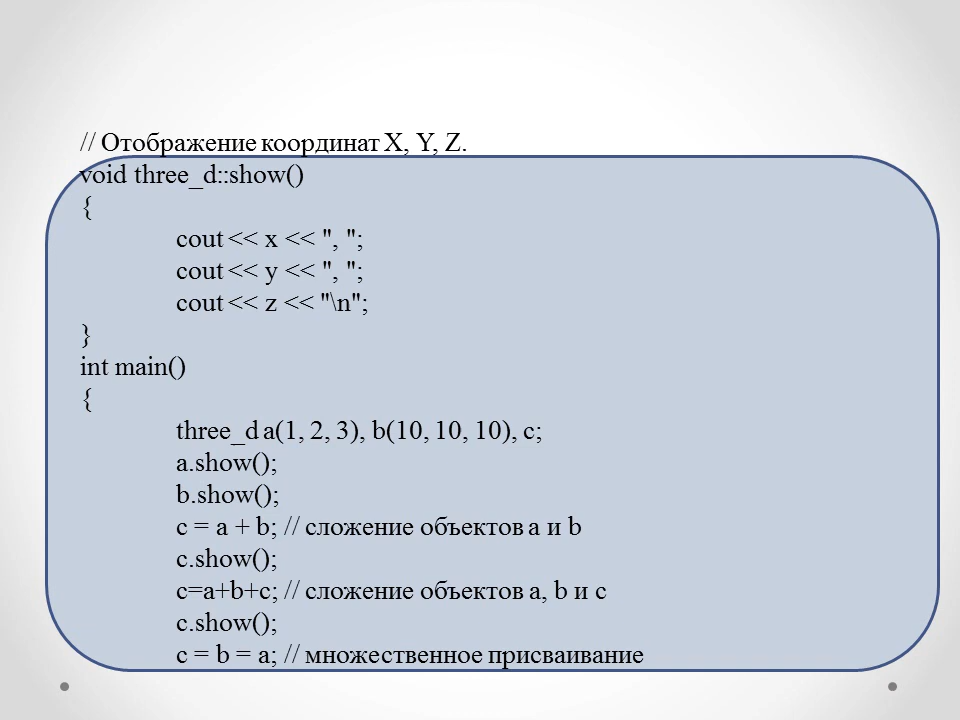 // Отображение координат X, Y, Z.
void three_d::show()
{
cout << x << ", ";
cout << y << ", ";
cout << z << "\n";
}
int main()
{
three_d a(1, 2, 3), b(10, 10, 10), c;
a.show();
b.show();
c = a + b; // сложение объектов а и b
c.show();
c=a+b+c; // сложение объектов a, b и с
c.show();
c = b = a; // множественное присваивание